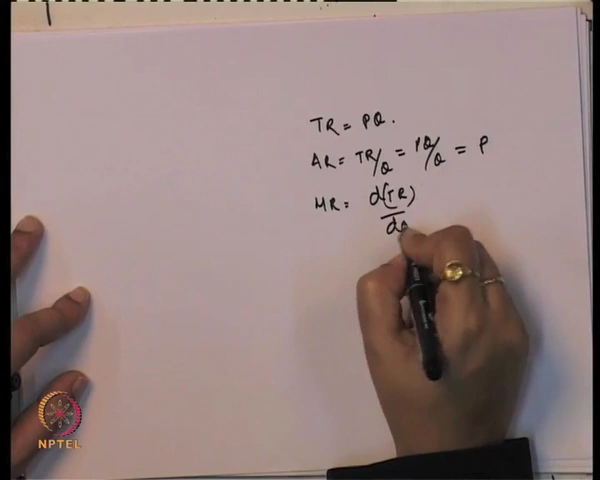 TR = PQ.
AR = TR/Q = PQ/Q = P
MR = d(TR)/dQ
NPTEL